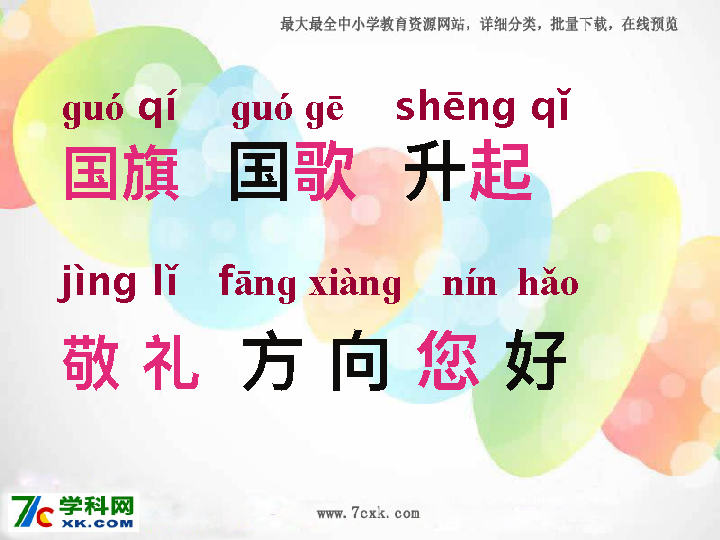 最大最全中小学教育资源网站，详细分类，批量下载，在线预览
guó qí guó gē shēng qǐ
国旗 国歌 升起
jìng lǐ fāng xiàng nín hǎo
敬 礼 方 向 您 好
7C 学科网
XK.COM
www.7cxk.com